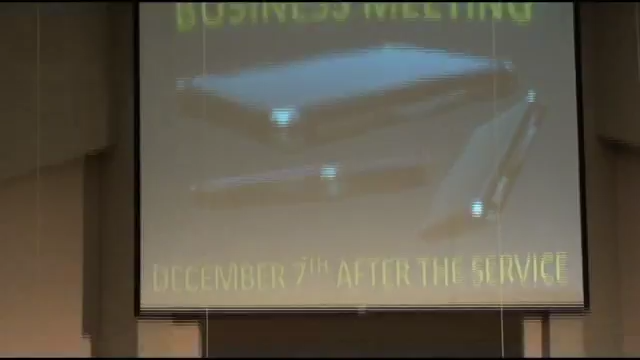 BUSINESS MEETING
DECEMBER 7TH AFTER THE SERVICE